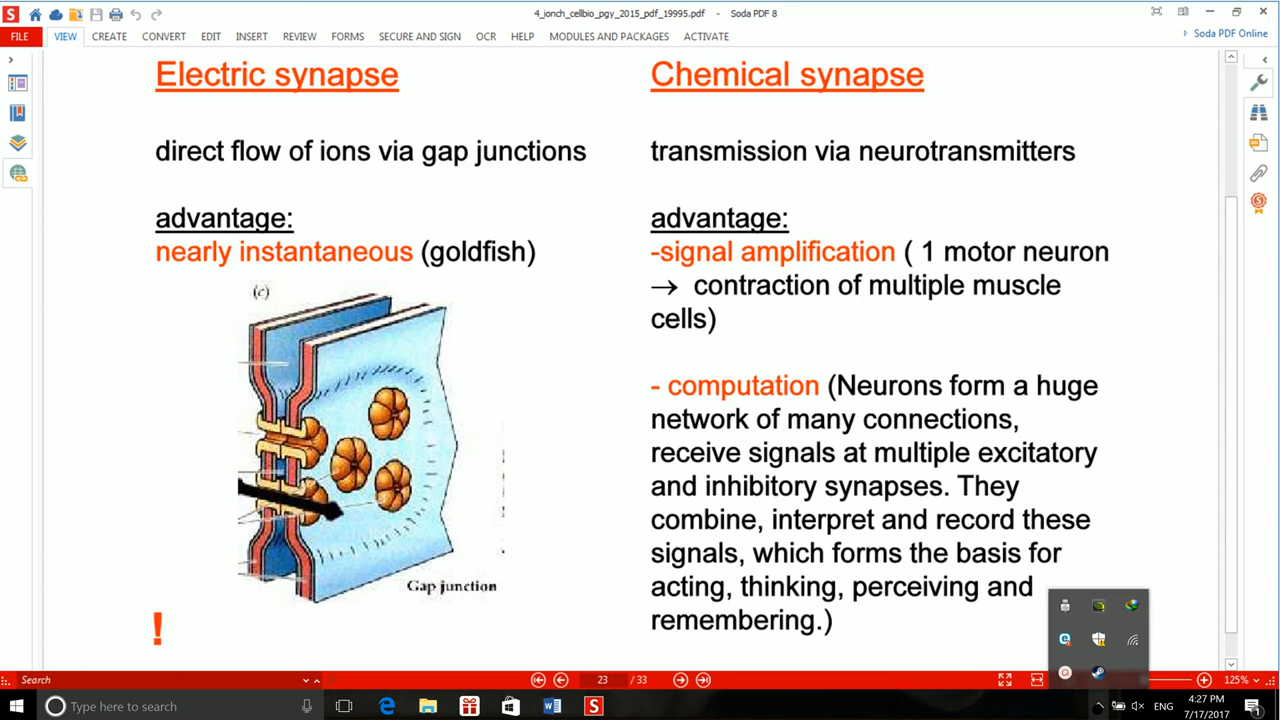 4_ionch_cellbio_pgy_2015_pdf_19995.pdf - Soda PDF 8
FILE VIEW CREATE CONVERT EDIT INSERT REVIEW FORMS SECURE AND SIGN OCR HELP MODULES AND PACKAGES ACTIVATE Soda PDF Online
Electric synapse
direct flow of ions via gap junctions
advantage:
nearly instantaneous (goldfish)
(c)
Gap junction
!
Chemical synapse
transmission via neurotransmitters
advantage:
-signal amplification ( 1 motor neuron
→ contraction of multiple muscle
cells)
- computation (Neurons form a huge
network of many connections,
receive signals at multiple excitatory
and inhibitory synapses. They
combine, interpret and record these
signals, which forms the basis for
acting, thinking, perceiving and
remembering.)
Search 23 / 33 125%
Type here to search
ENG
4:27 PM
7/17/2017